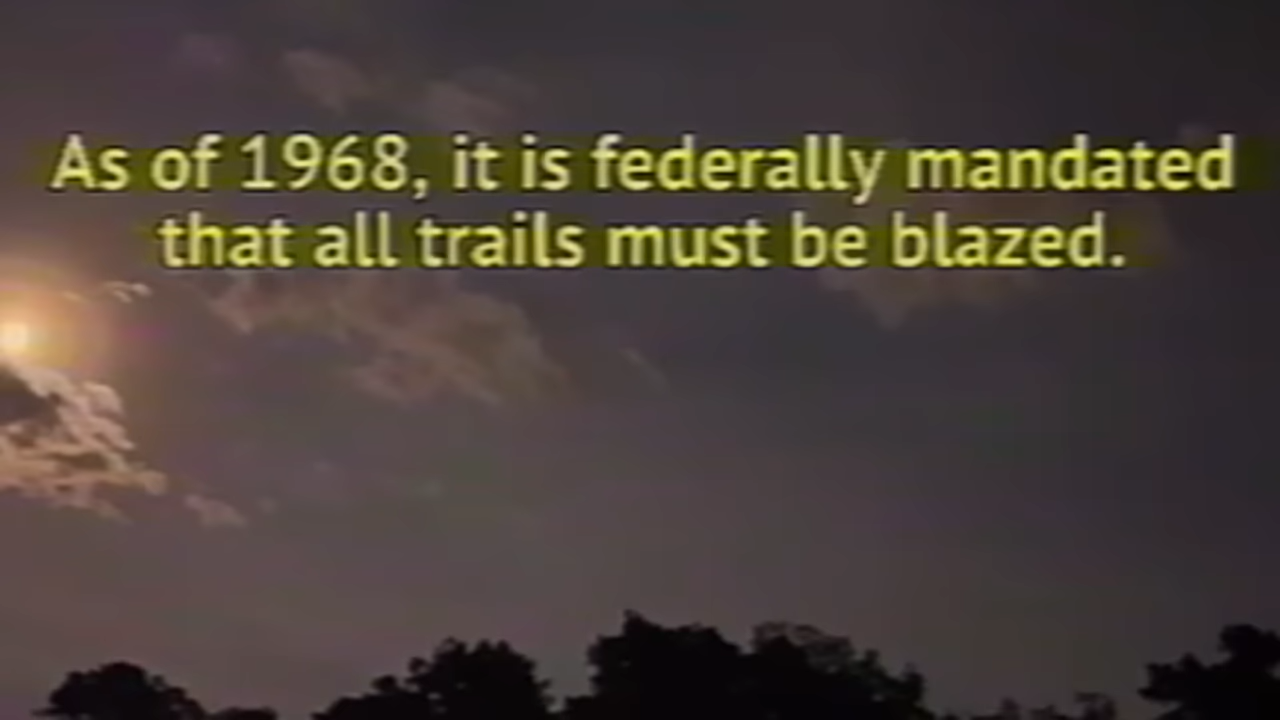 As of 1968, it is federally mandated
that all trails must be blazed.